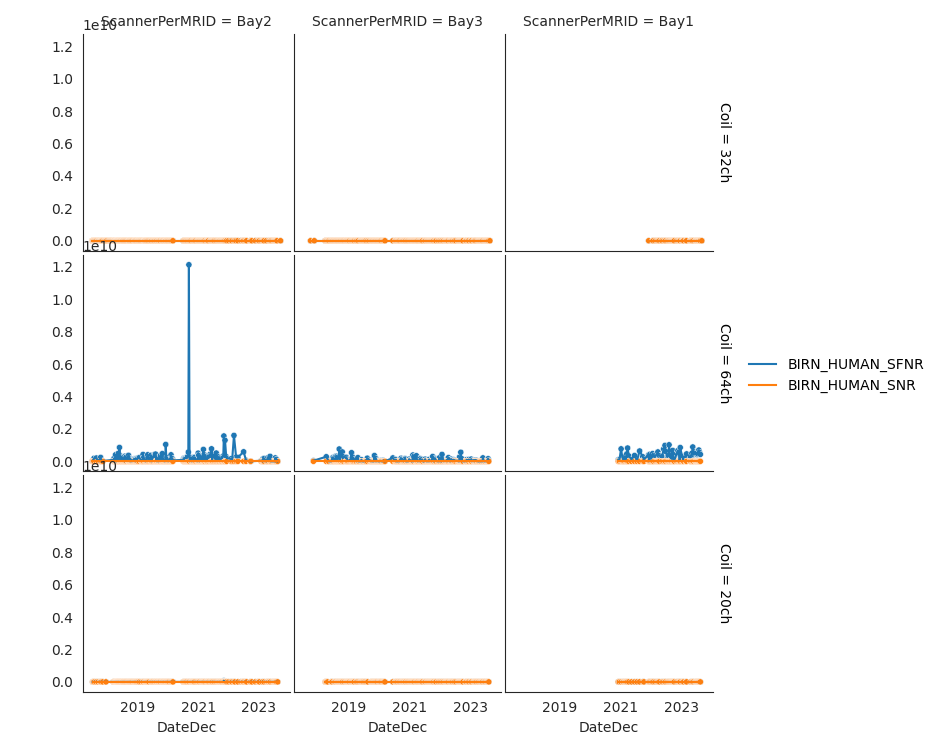 ScannerPerMRID = Bay2
ScannerPerMRID = Bay3
ScannerPerMRID = Bay1
1e10
1.2
1.0
0.8
0.6
0.4
0.2
0.0
Coil = 32ch
1e10
1.2
1.0
0.8
0.6
0.4
0.2
0.0
Coil = 64ch
BIRN_HUMAN_SFNR
BIRN_HUMAN_SNR
1e10
1.2
1.0
0.8
0.6
0.4
0.2
0.0
Coil = 20ch
2019 2021 2023
2019 2021 2023
2019 2021 2023
DateDec
DateDec
DateDec